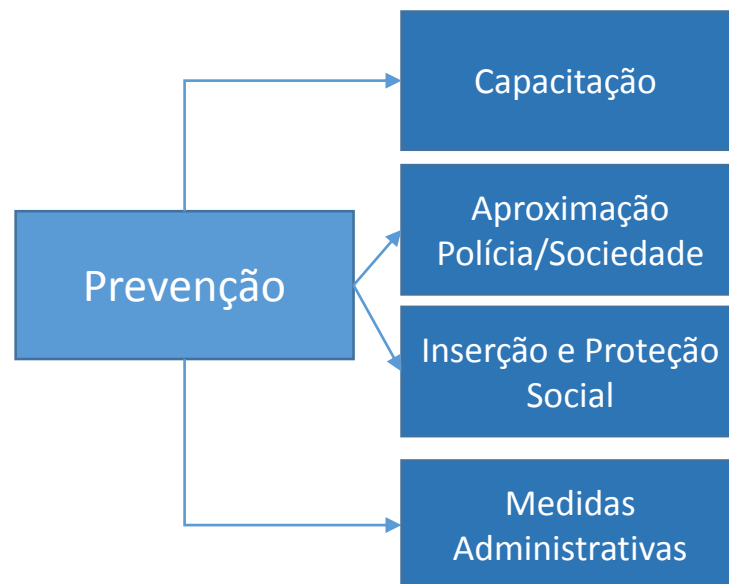 Prevenção
Capacitação
Aproximação
Polícia/Sociedade
Inserção e Proteção
Social
Medidas
Administrativas